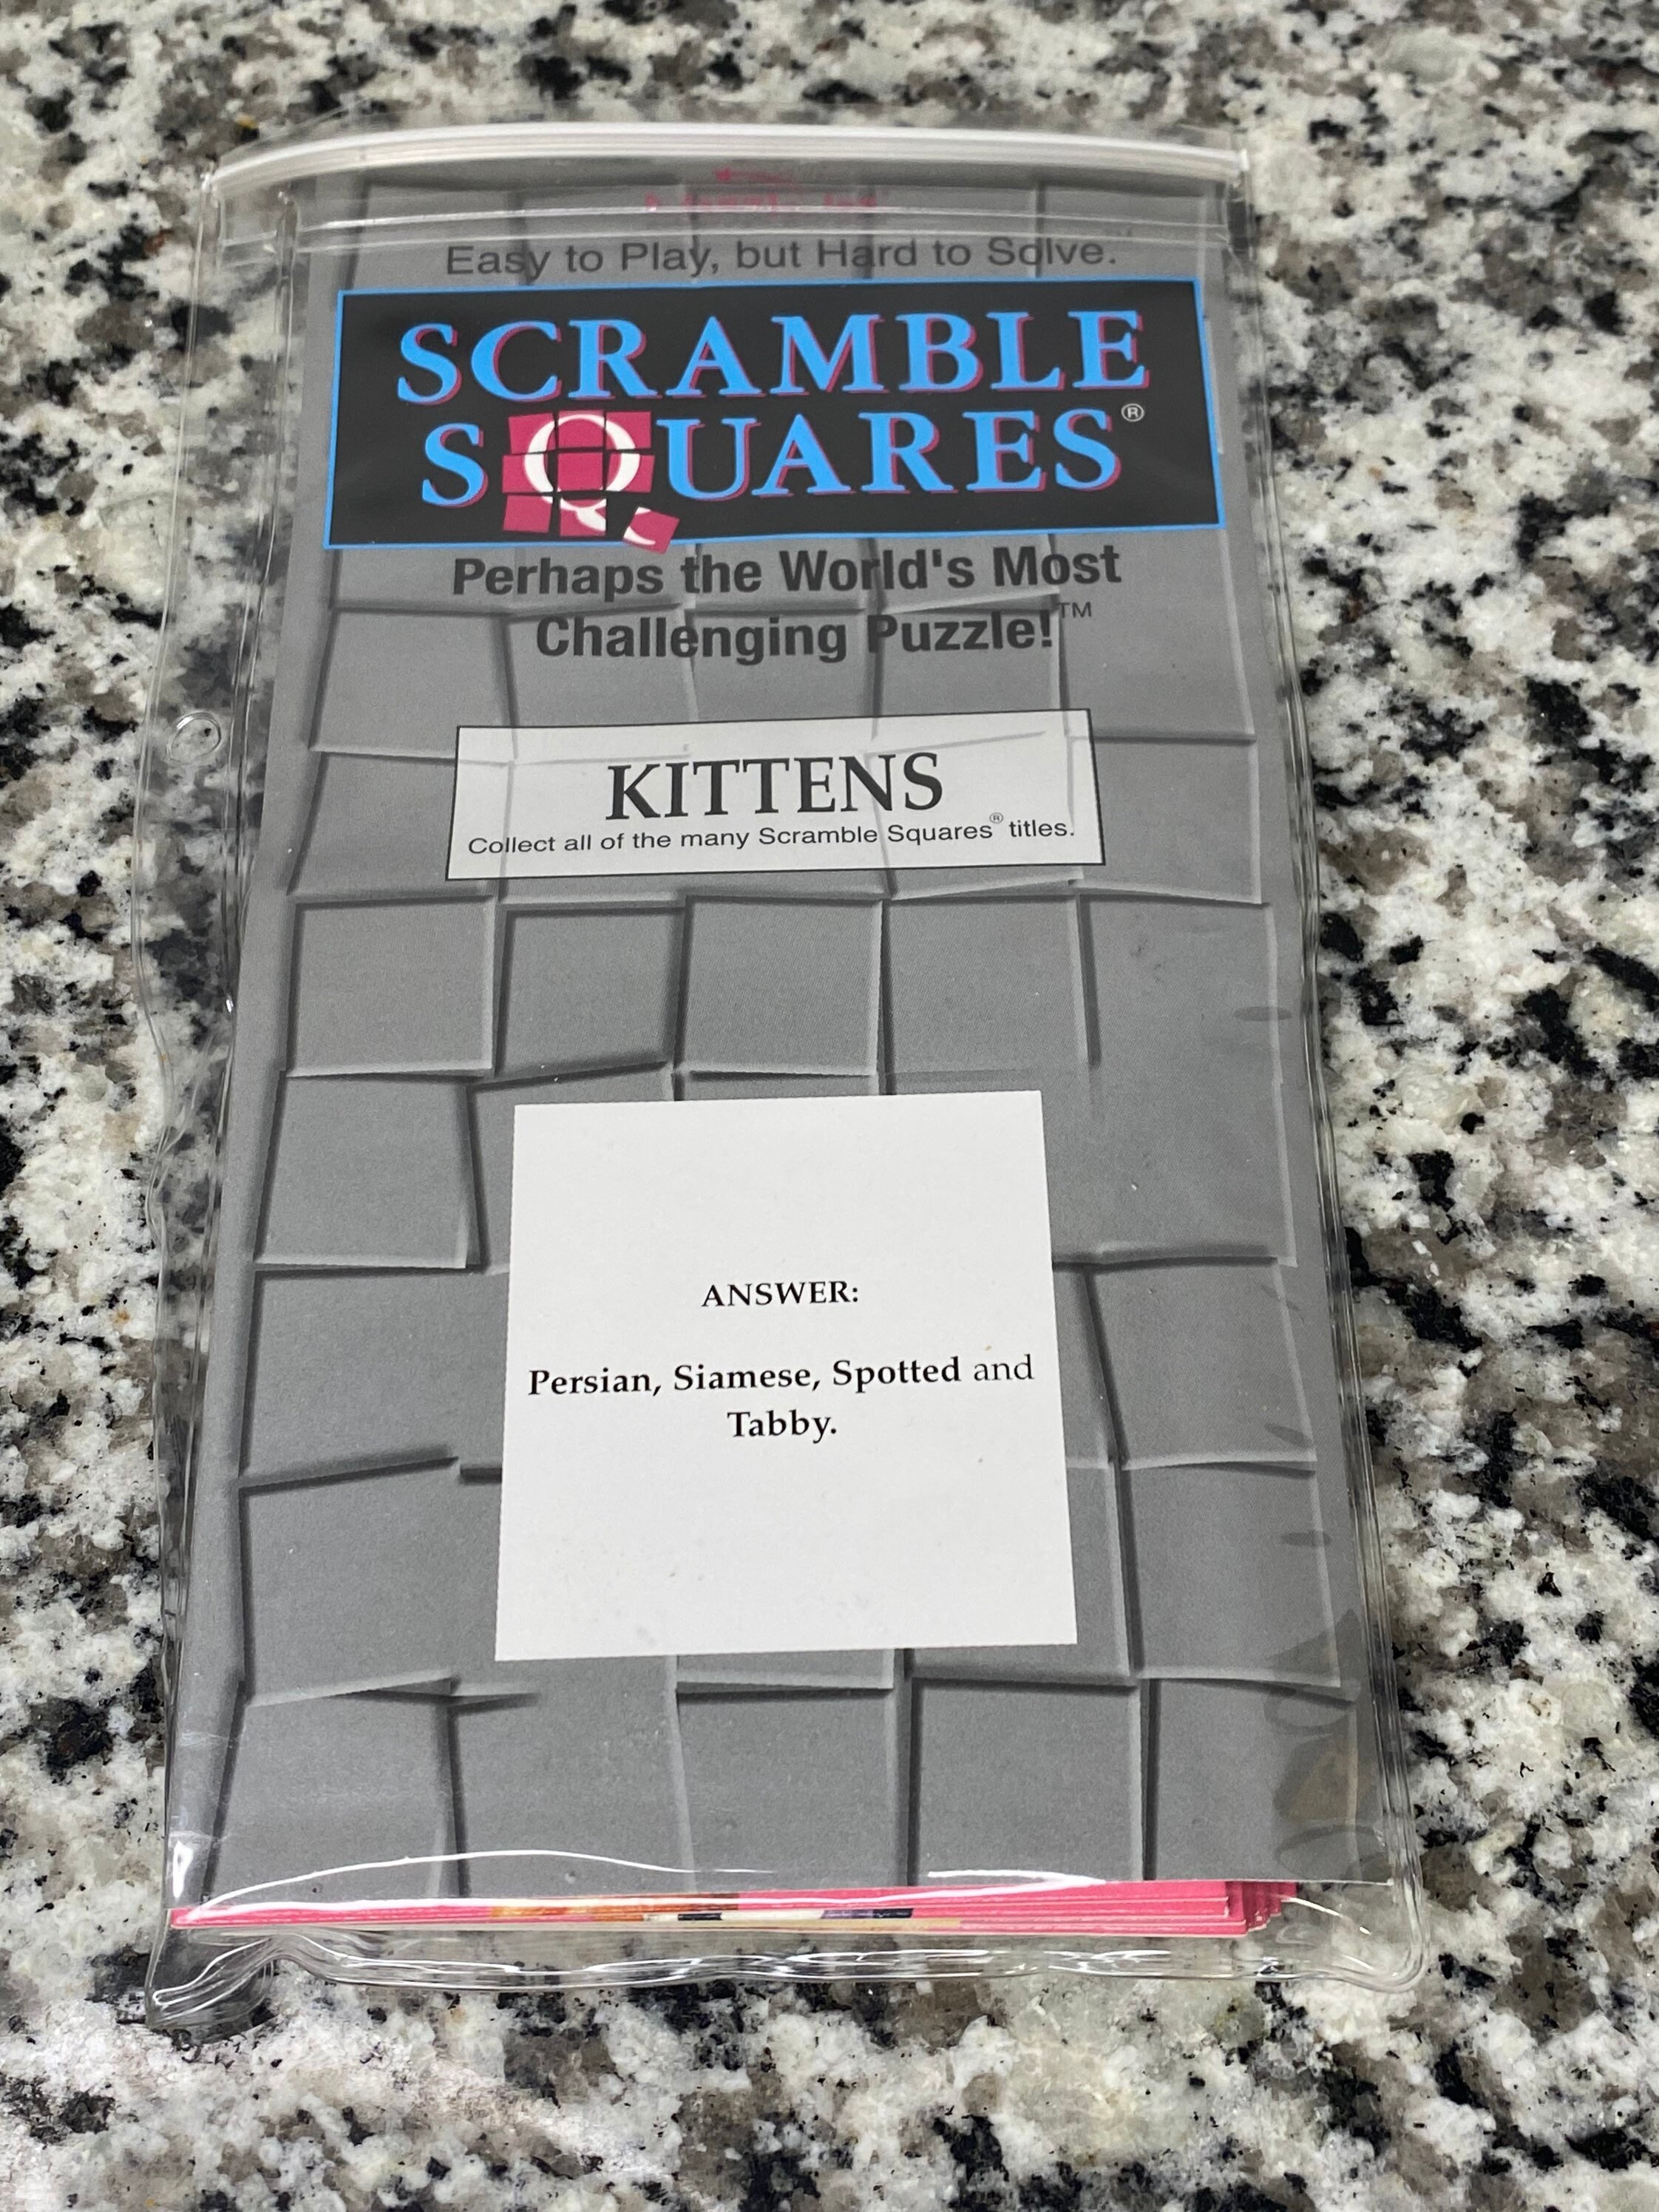 Easy to Play, but Hard to Solve.™
SCRAMBLE
SQUARES®
Perhaps the World's Most
Challenging Puzzle!™
KITTENS
Collect all of the many Scramble Squares® titles.
ANSWER:
Persian, Siamese, Spotted and
Tabby.